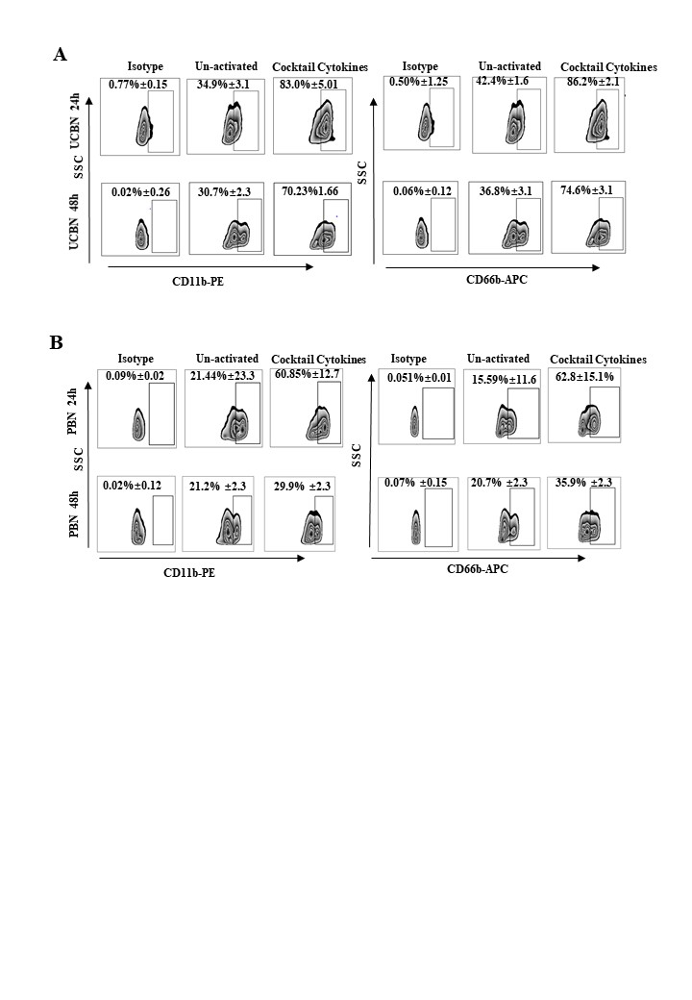 A
Isotype Un-activated Cocktail Cytokines Isotype Un-activated Cocktail Cytokines
0.77%±0.15 34.9%±3.1 83.0%±5.01 0.50%±1.25 42.4%±1.6 86.2%±2.1
UCBN 24h
SSC SSC
0.02%±0.26 30.7%±2.3 70.23%1.66 0.06%±0.12 36.8%±3.1 74.6%±3.1
UCBN 48h
CD11b-PE CD66b-APC
B
Isotype Un-activated Cocktail Cytokines Isotype Un-activated Cocktail Cytokines
0.09%±0.02 21.44%±23.3 60.85%±12.7 0.051%±0.01 15.59%±11.6 62.8±15.1%
PBN 24h
SSC SSC
0.02%±0.12 21.2% ±2.3 29.9% ±2.3 0.07% ±0.15 20.7% ±2.3 35.9% ±2.3
PBN 48h
CD11b-PE CD66b-APC